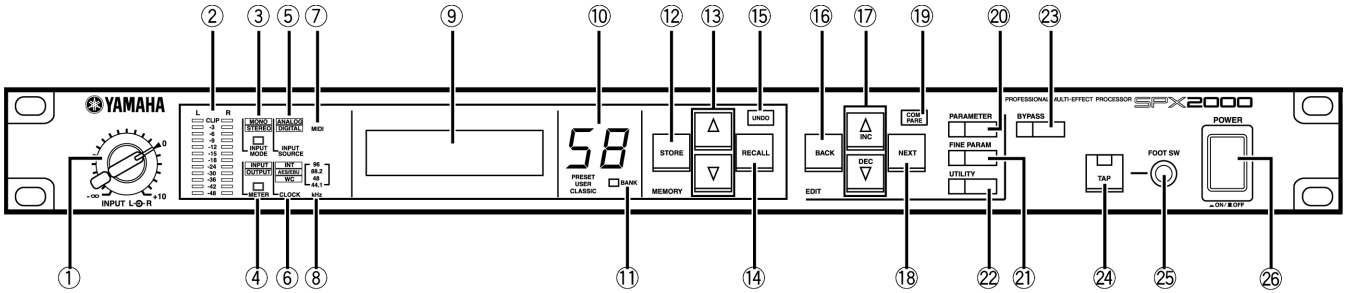 ② ③ ⑤ ⑦ ⑨ ⑩ ⑫ ⑬ ⑮ ⑯ ⑰ ⑲ ⑳ ㉓
YAMAHA
0
-∞ +10
INPUT L R
L R
CLIP
-3
-6
-9
-12
-15
-18
-24
-30
-36
-42
-48
MONO
STEREO
INPUT
MODE
ANALOG
DIGITAL
INPUT
SOURCE
MIDI
INPUT
OUTPUT
METER
INT
AES/EBU
WC
CLOCK
96
88.2
48
44.1
kHz
58
PRESET
USER
CLASSIC
BANK
STORE
△
▽
UNDO
RECALL
MEMORY
BACK
△
INC
DEC
▽
COM
PARE
NEXT
EDIT
PROFESSIONAL MULTI-EFFECT PROCESSOR SPX2000
PARAMETER
FINE PARAM
UTILITY
BYPASS
TAP
FOOT SW
POWER
ON/ OFF
① ④ ⑥ ⑧ ⑪ ⑭ ⑱ ㉒ ㉑ ㉔ ㉕ ㉖